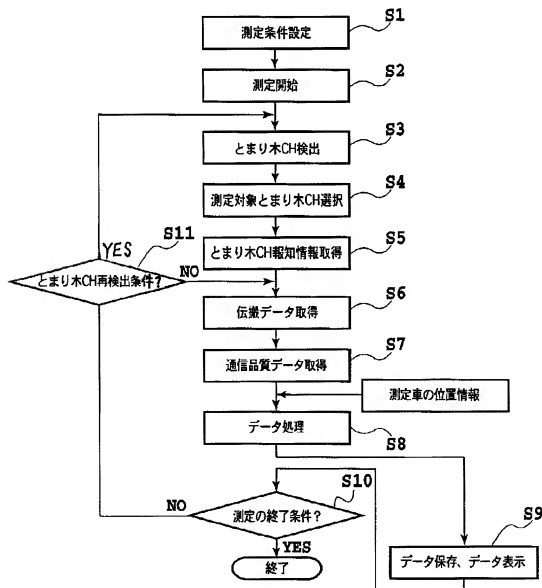 測定条件設定
S1
測定開始
S2
とまり木CH検出
S3
測定対象とまり木CH選択
S4
とまり木CH報知情報取得
S5
YES
S11
とまり木CH再検出条件?
NO
伝搬データ取得
S6
通信品質データ取得
S7
測定車の位置情報
データ処理
S8
NO
測定の終了条件?
S10
YES
終了
S9
データ保存、データ表示